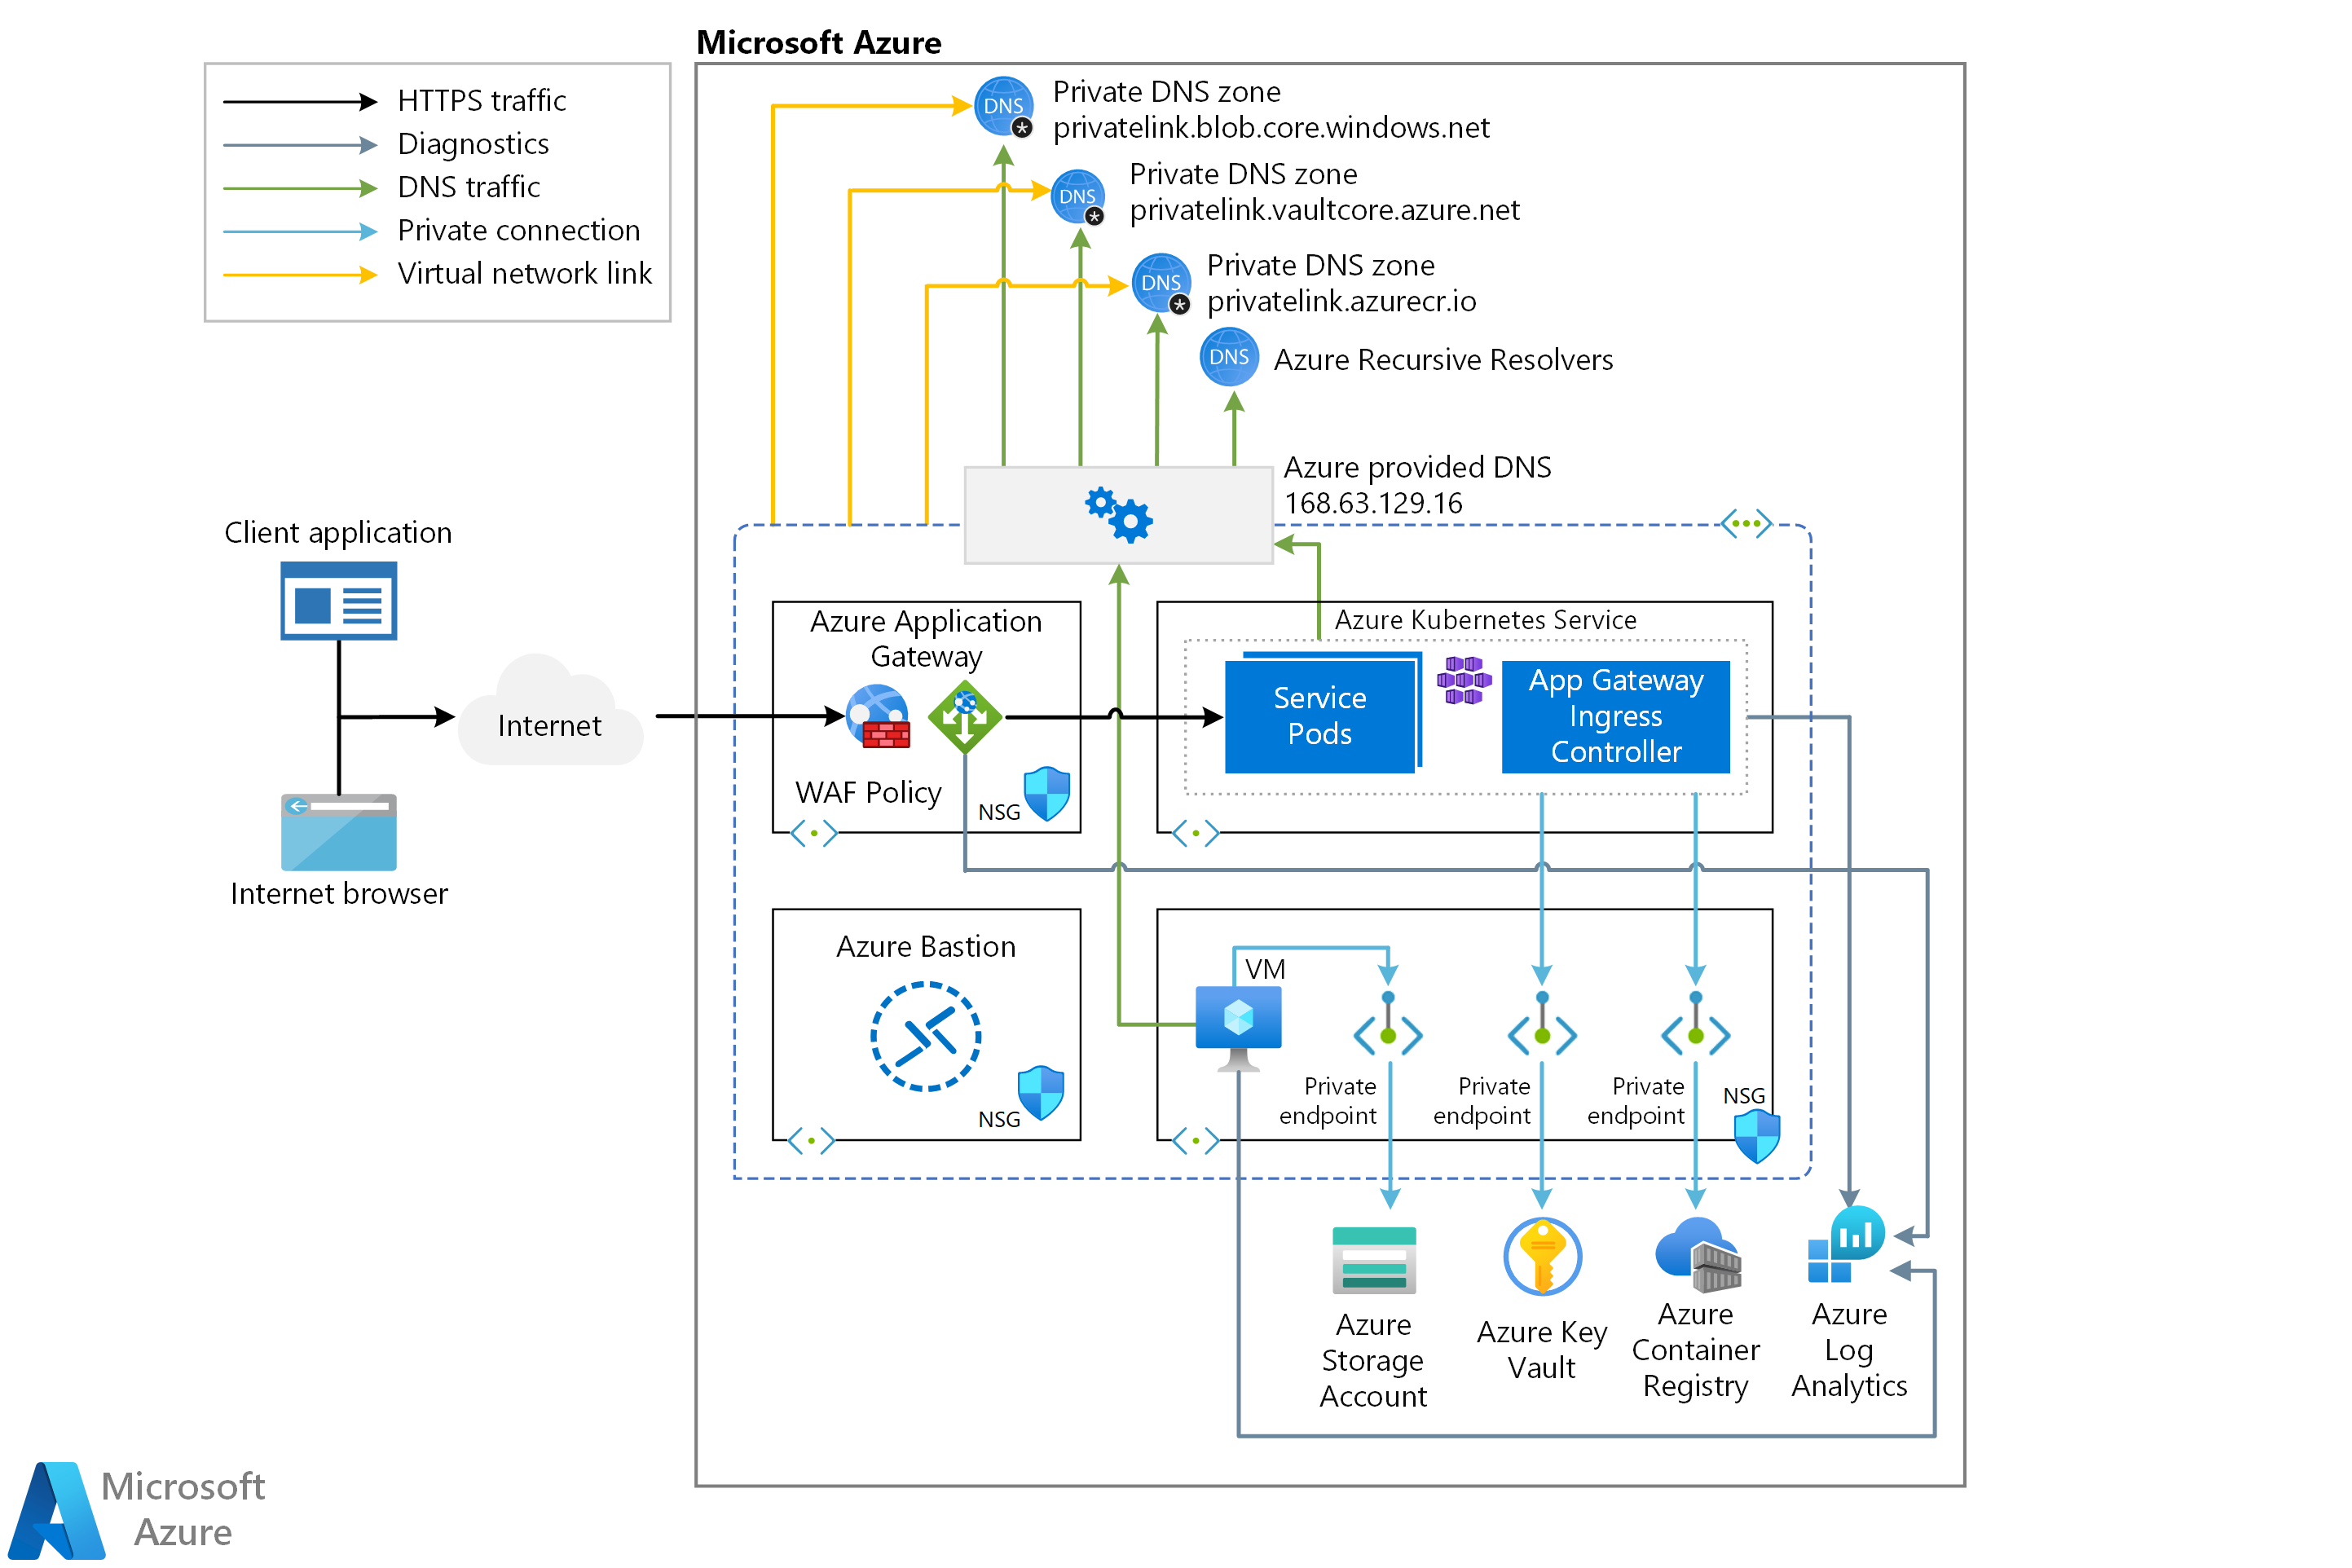 Microsoft Azure
HTTPS traffic
Diagnostics
DNS traffic
Private connection
Virtual network link
DNS
*
Private DNS zone
privatelink.blob.core.windows.net
DNS
*
Private DNS zone
privatelink.vaultcore.azure.net
DNS
*
Private DNS zone
privatelink.azurecr.io
DNS
Azure Recursive Resolvers
Azure provided DNS
168.63.129.16
Client application
Internet
Internet browser
Azure Application
Gateway
WAF Policy
NSG
Azure Kubernetes Service
Service
Pods
App Gateway
Ingress
Controller
Azure Bastion
NSG
VM
Private
endpoint
Private
endpoint
Private
endpoint
NSG
Azure
Storage
Account
Azure Key
Vault
Azure
Container
Registry
Azure
Log
Analytics
Microsoft
Azure